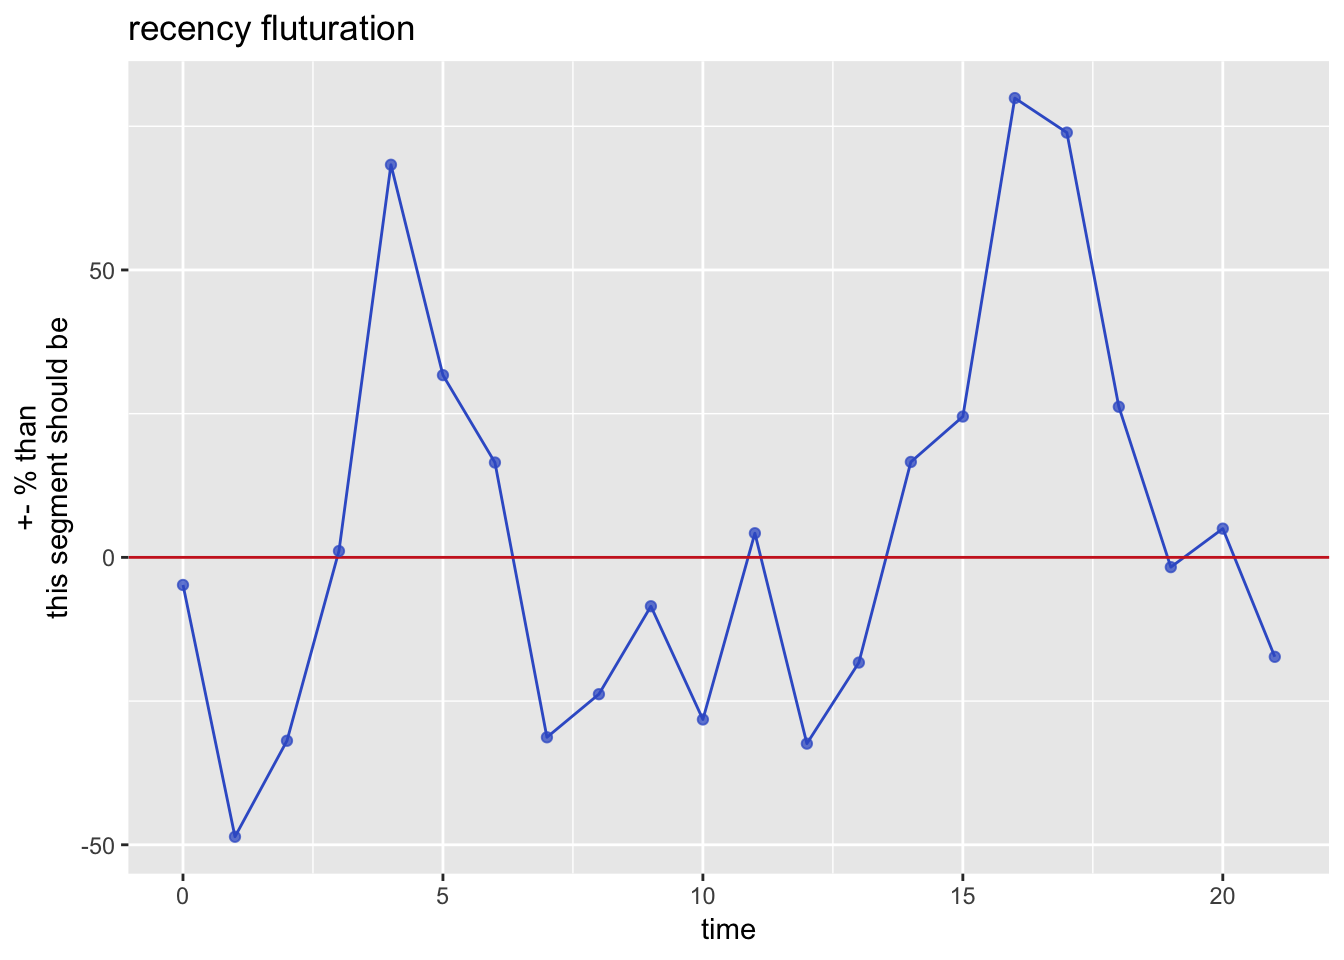 recency fluturation
+- % than
this segment should be
50
0
-50
0
5
10
15
20
time